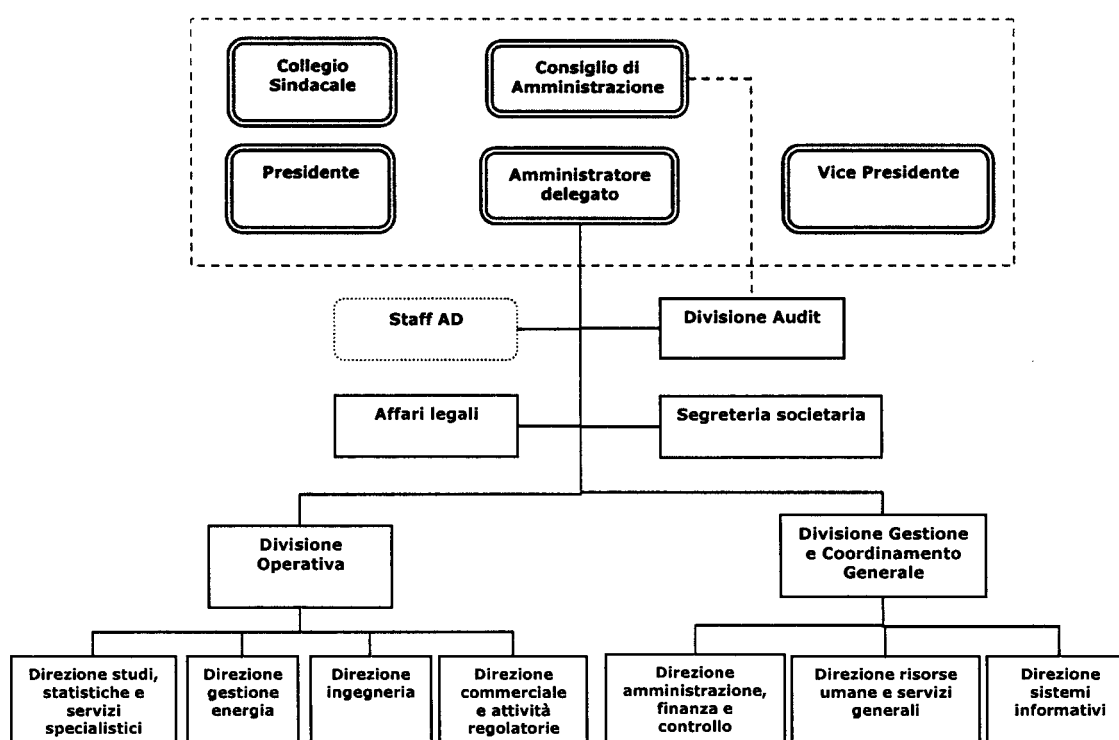 Collegio
Sindacale
Consiglio di
Amministrazione
Presidente
Amministratore
delegato
Vice Presidente
Staff AD
Divisione Audit
Affari legali
Segreteria societaria
Divisione
Operativa
Divisione Gestione
e Coordinamento
Generale
Direzione studi,
statistiche e
servizi
specialistici
Direzione
gestione
energia
Direzione
ingegneria
Direzione
commerciale
e attività
regolatorie
Direzione
amministrazione,
finanza e
controllo
Direzione risorse
umane e servizi
generali
Direzione
sistemi
informativi